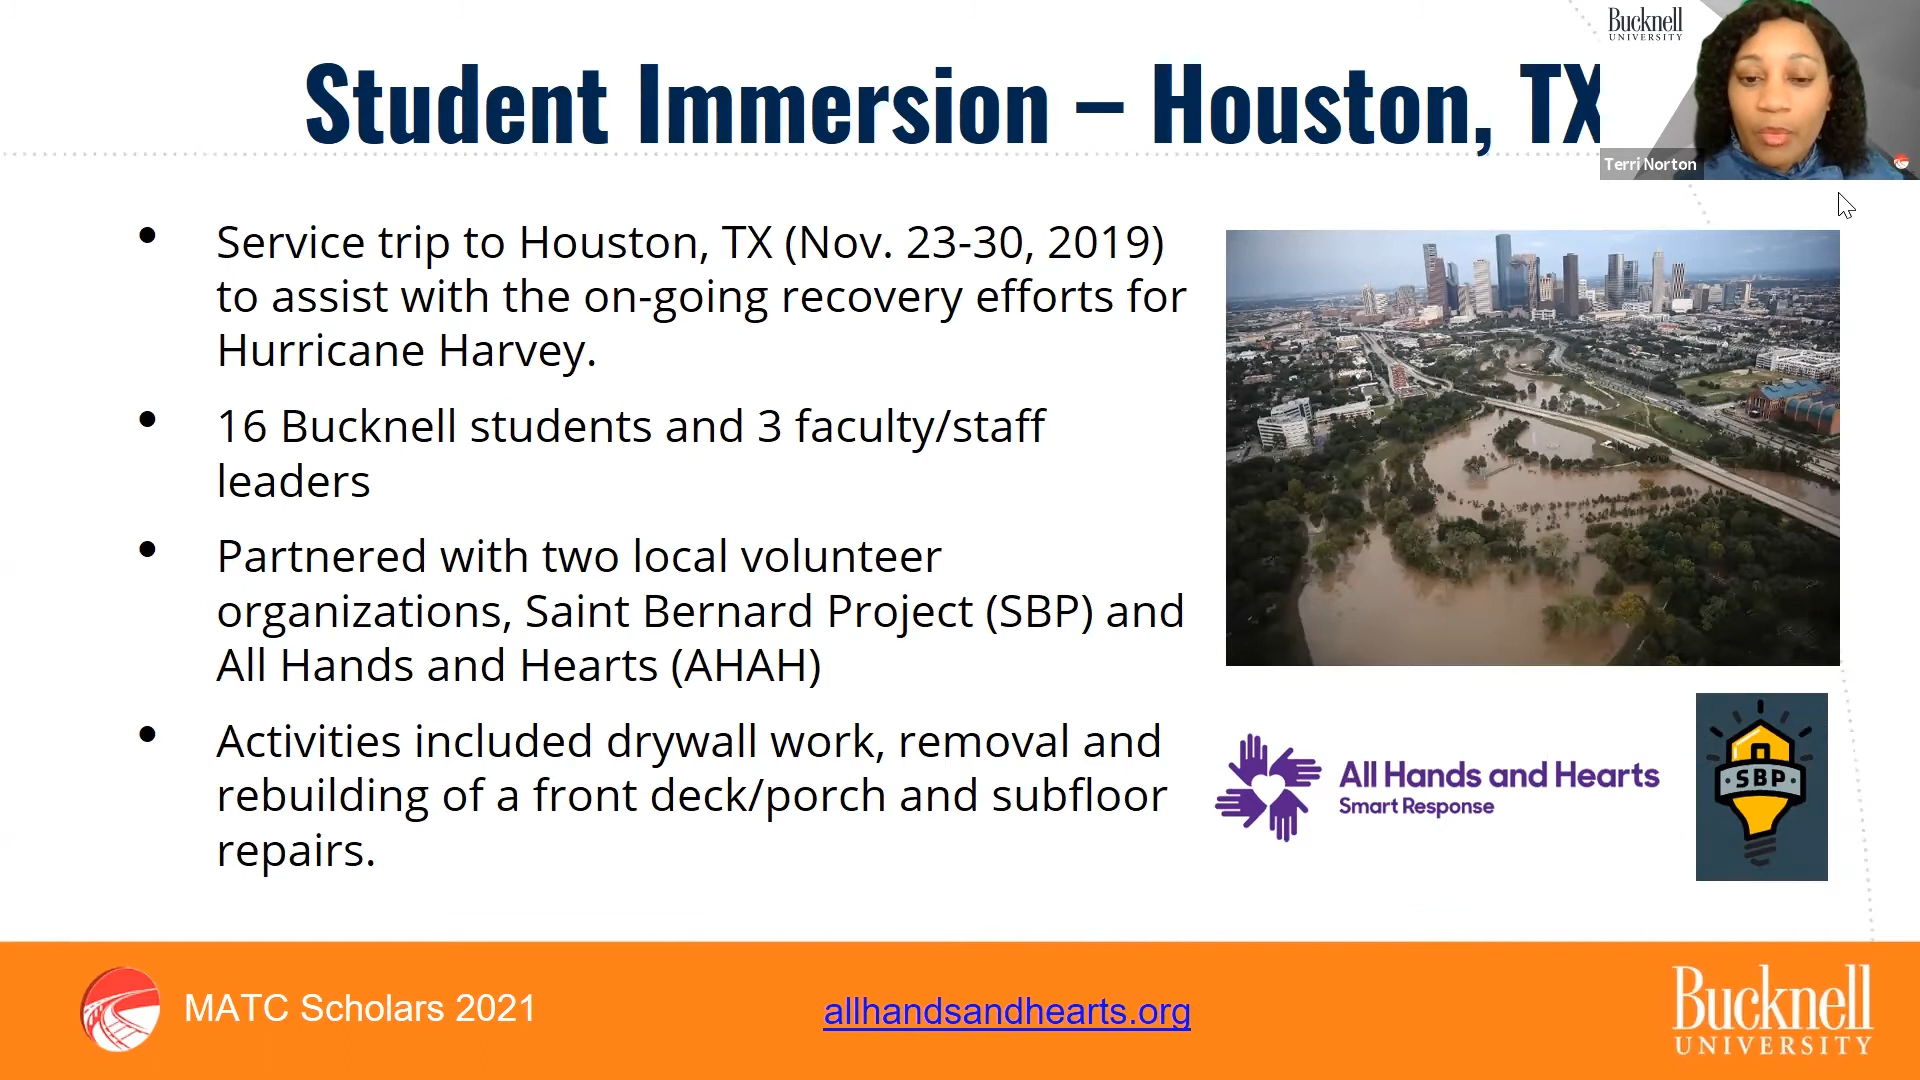 Bucknell
UNIVERSITY
Student Immersion – Houston, TX
Terri Norton
• Service trip to Houston, TX (Nov. 23-30, 2019)
to assist with the on-going recovery efforts for
Hurricane Harvey.
• 16 Bucknell students and 3 faculty/staff
leaders
• Partnered with two local volunteer
organizations, Saint Bernard Project (SBP) and
All Hands and Hearts (AHAH)
• Activities included drywall work, removal and
rebuilding of a front deck/porch and subfloor
repairs.
All Hands and Hearts
Smart Response
·SBP·
MATC Scholars 2021
allhandsandhearts.org
Bucknell
UNIVERSITY